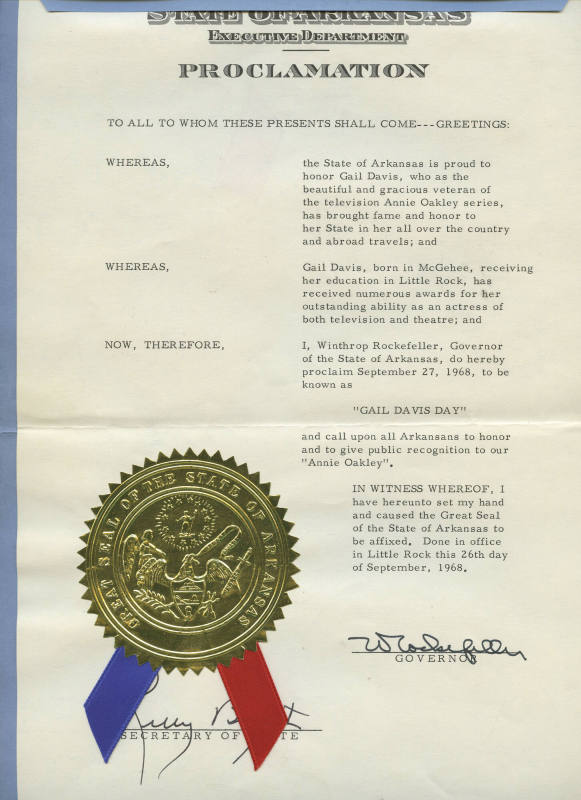 STATE OF ARKANSAS
EXECUTIVE DEPARTMENT
PROCLAMATION
TO ALL TO WHOM THESE PRESENTS SHALL COME---GREETINGS:
WHEREAS, the State of Arkansas is proud to
honor Gail Davis, who as the
beautiful and gracious veteran of
the television Annie Oakley series,
has brought fame and honor to
her State in her all over the country
and abroad travels; and
WHEREAS, Gail Davis, born in McGehee, receiving
her education in Little Rock, has
received numerous awards for her
outstanding ability as an actress of
both television and theatre; and
NOW, THEREFORE, I, Winthrop Rockefeller, Governor
of the State of Arkansas, do hereby
proclaim September 27, 1968, to be
known as
"GAIL DAVIS DAY"
and call upon all Arkansans to honor
and to give public recognition to our
"Annie Oakley".
IN WITNESS WHEREOF, I
have hereunto set my hand
and caused the Great Seal
of the State of Arkansas to
be affixed. Done in office
in Little Rock this 26th day
of September, 1968.
GREAT SEAL OF THE STATE OF ARKANSAS
WRockefeller
GOVERNOR
SECRETARY OF TE